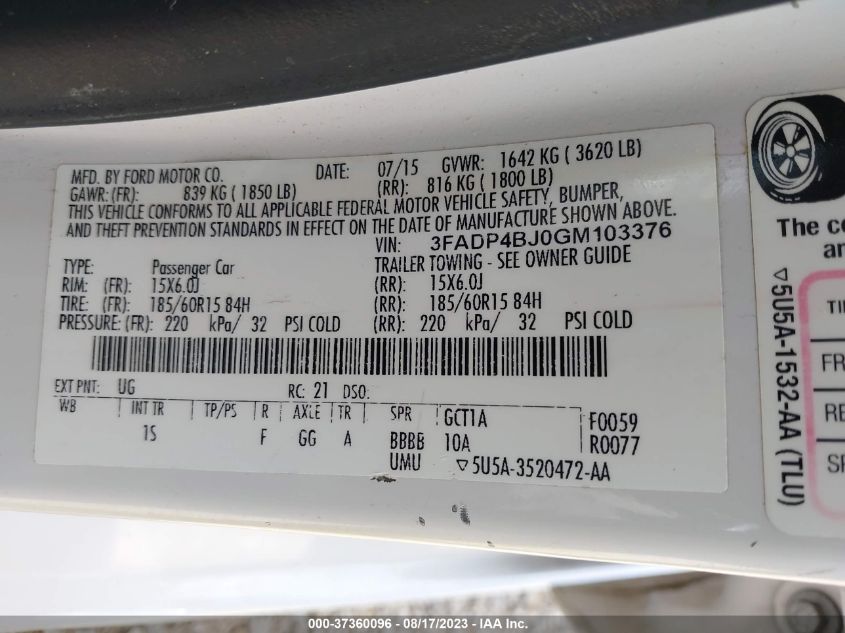 MFD. BY FORD MOTOR CO. DATE: 07/15 GVWR: 1642 KG ( 3620 LB)
GAWR: (FR): 839 KG ( 1850 LB) (RR): 816 KG ( 1800 LB)
THIS VEHICLE CONFORMS TO ALL APPLICABLE FEDERAL MOTOR VEHICLE SAFETY, BUMPER,
AND THEFT PREVENTION STANDARDS IN EFFECT ON THE DATE OF MANUFACTURE SHOWN ABOVE.
VIN: 3FADP4BJ0GM103376
TYPE: Passenger Car TRAILER TOWING - SEE OWNER GUIDE
RIM: (FR): 15X6.0J (RR): 15X6.0J
TIRE: (FR): 185/60R15 84H (RR): 185/60R15 84H
PRESSURE: (FR): 220 kPa/ 32 PSI COLD (RR): 220 kPa/ 32 PSI COLD
EXT PNT: UG RC: 21 DSO:
WB INT TR TP/PS R AXLE TR SPR GCT1A F0059
1S F GG A BBBB 10A R0077
UMU ▽5U5A-3520472-AA
The co
an
▽5U5A-1532-AA (TLU)
TI
FR
RE
SP
000-37360096 - 08/17/2023 - IAAI.com